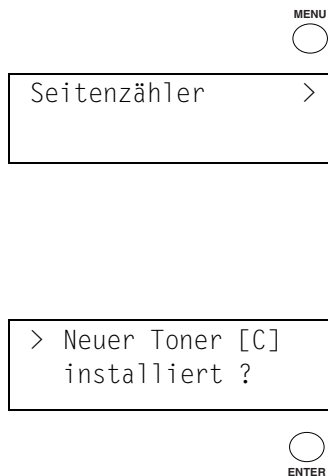 MENU
Seitenzähler >
> Neuer Toner [C]
installiert ?
ENTER